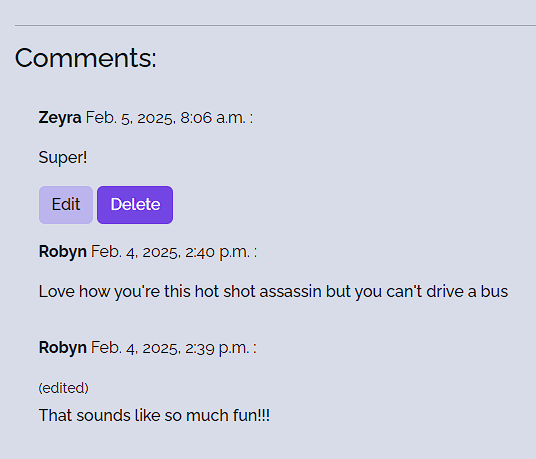 Comments:
Zeyra Feb. 5, 2025, 8:06 a.m. :
Super!
Edit Delete
Robyn Feb. 4, 2025, 2:40 p.m. :
Love how you're this hot shot assassin but you can't drive a bus
Robyn Feb. 4, 2025, 2:39 p.m. :
(edited)
That sounds like so much fun!!!